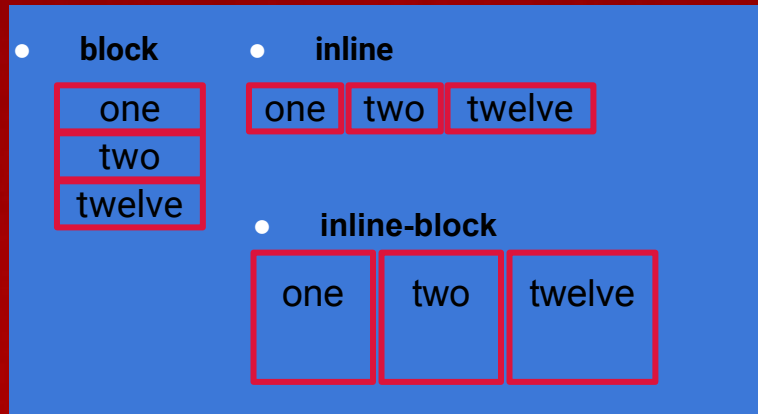 block
one
two
twelve
inline
one two twelve
inline-block
one two twelve